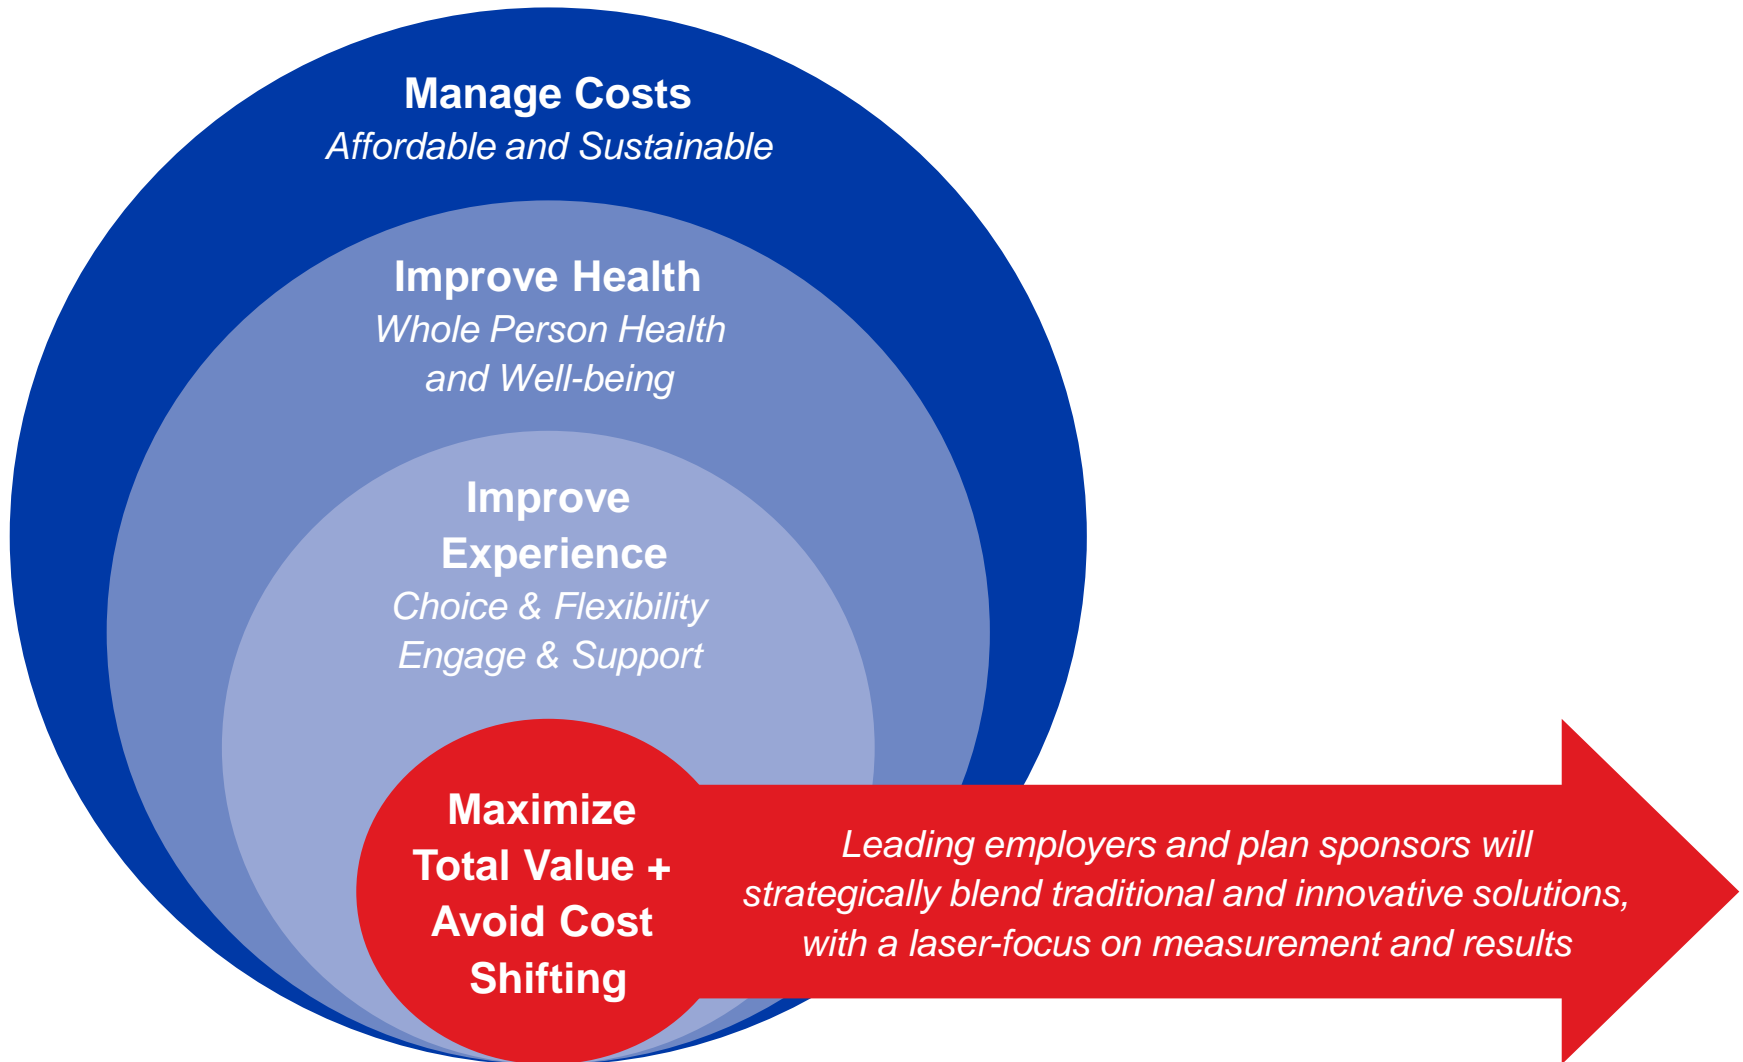 Manage Costs
Affordable and Sustainable
Improve Health
Whole Person Health
and Well-being
Improve
Experience
Choice & Flexibility
Engage & Support
Maximize
Total Value +
Avoid Cost
Shifting
Leading employers and plan sponsors will
strategically blend traditional and innovative solutions,
with a laser-focus on measurement and results